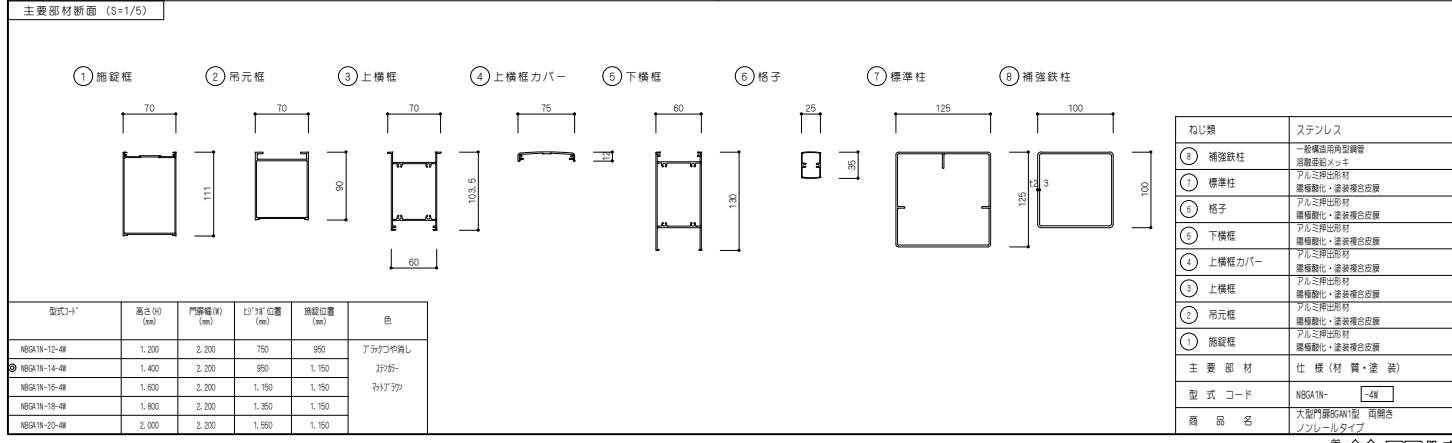 主要部材断面 (S=1/5)
① 施錠框
② 吊元框
③ 上横框
④ 上横框カバー
⑤ 下横框
⑥ 格子
⑦ 標準柱
⑧ 補強鉄柱
70
70
70
75
60
25
125
100
111
90
103.5
60
12
130
35
125
t2.3
100
型式コード 高さ(H) (mm) 門扉幅(W) (mm) ヒジツボ位置 (mm) 施錠位置 (mm) 色
NBGA1N-12-4W 1,200 2,200 750 950 ブラックつや消し
◎ NBGA1N-14-4W 1,400 2,200 950 1,150 ステンカラー
NBGA1N-16-4W 1,600 2,200 1,150 1,150 マットブラウン
NBGA1N-18-4W 1,800 2,200 1,350 1,150
NBGA1N-20-4W 2,000 2,200 1,550 1,150
ねじ類 ステンレス
⑧ 補強鉄柱 一般構造用角型鋼管
溶融亜鉛メッキ
⑦ 標準柱 アルミ押出形材
陽極酸化・塗装複合皮膜
⑥ 格子 アルミ押出形材
陽極酸化・塗装複合皮膜
⑤ 下横框 アルミ押出形材
陽極酸化・塗装複合皮膜
④ 上横框カバー アルミ押出形材
陽極酸化・塗装複合皮膜
③ 上横框 アルミ押出形材
陽極酸化・塗装複合皮膜
② 吊元框 アルミ押出形材
陽極酸化・塗装複合皮膜
① 施錠框 アルミ押出形材
陽極酸化・塗装複合皮膜
主要部材 仕様(材質・塗装)
型式コード NBGA1N- -4W
商品名 大型門扉BGAN1型 両開き
ノンレールタイプ